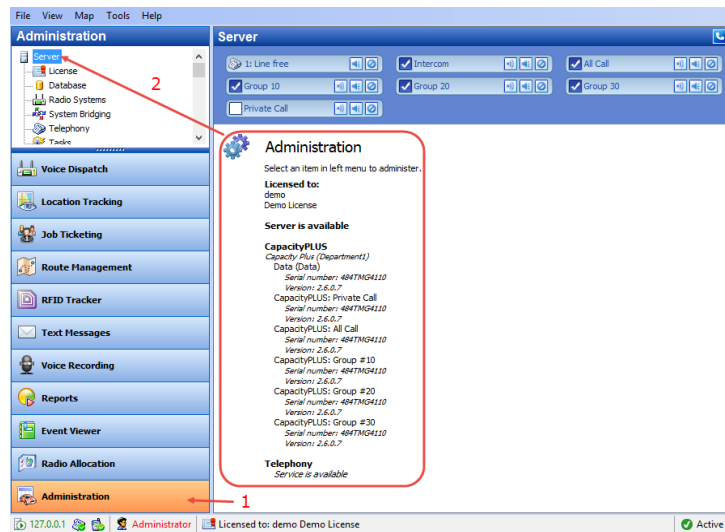 File View Map Tools Help
Administration
Server
License
Database
Radio Systems
System Bridging
Telephony
Tasks
2
Voice Dispatch
Location Tracking
Job Ticketing
Route Management
RFID Tracker
Text Messages
Voice Recording
Reports
Event Viewer
Radio Allocation
Administration
1
Server
1: Line free
Intercom
All Call
Group 10
Group 20
Group 30
Private Call
Administration
Select an item in left menu to administer.
Licensed to:
demo
Demo License
Server is available
CapacityPLUS
Capacity Plus (Department1)
Data (Data)
Serial number: 484TMG4110
Version: 2.6.0.7
CapacityPLUS: Private Call
Serial number: 484TMG4110
Version: 2.6.0.7
CapacityPLUS: All Call
Serial number: 484TMG4110
Version: 2.6.0.7
CapacityPLUS: Group #10
Serial number: 484TMG4110
Version: 2.6.0.7
CapacityPLUS: Group #20
Serial number: 484TMG4110
Version: 2.6.0.7
CapacityPLUS: Group #30
Serial number: 484TMG4110
Version: 2.6.0.7
Telephony
Service is available
127.0.0.1 Administrator Licensed to: demo Demo License Active